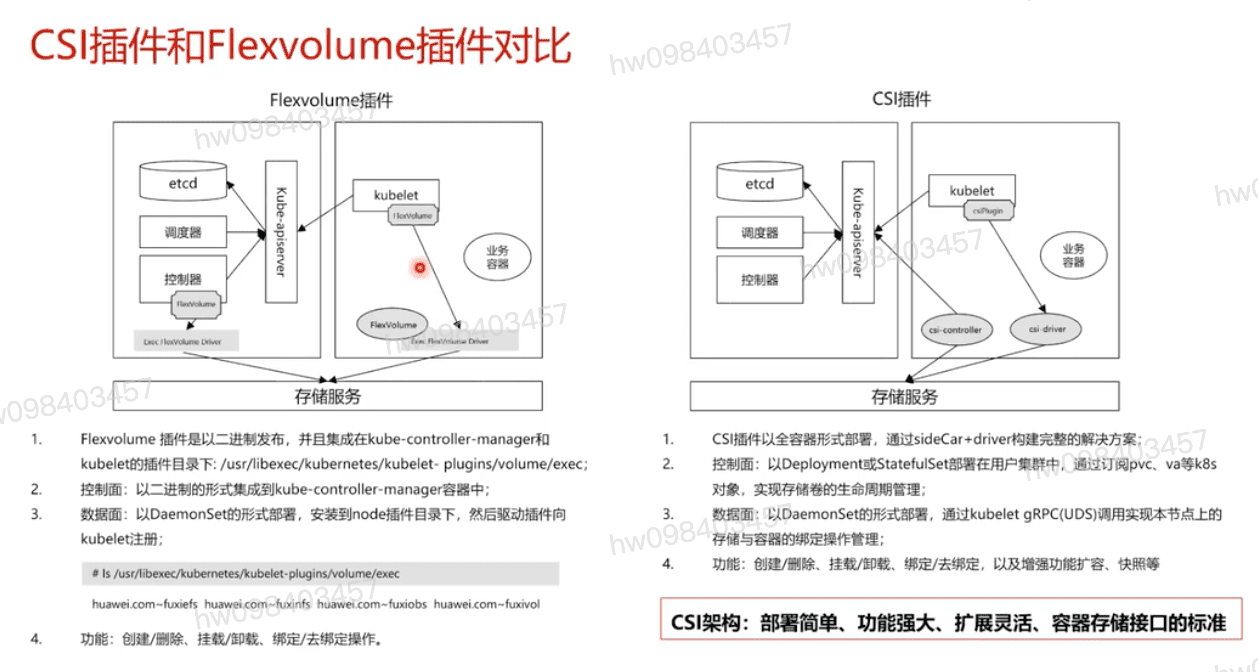 CSI插件和Flexvolume插件对比
Flexvolume插件
etcd
调度器
控制器
FlexVolume
Exec FlexVolume Driver
Kube-apiserver
kubelet
FlexVolume
业务
容器
FlexVolume
Exec FlexVolume Driver
存储服务
1. Flexvolume 插件是以二进制发布，并且集成在kube-controller-manager和
kubelet的插件目录下: /usr/libexec/kubernetes/kubelet- plugins/volume/exec;
2. 控制面：以二进制的形式集成到kube-controller-manager容器中；
3. 数据面：以DaemonSet的形式部署，安装到node插件目录下，然后驱动插件向
kubelet注册；
# ls /usr/libexec/kubernetes/kubelet-plugins/volume/exec
huawei.com~fuxiefs huawei.com~fuxinfs huawei.com~fuxiobs huawei.com~fuxivol
4. 功能：创建/删除、挂载/卸载、绑定/去绑定操作。
CSI插件
etcd
调度器
控制器
Kube-apiserver
kubelet
csiPlugin
业务
容器
csi-controller
csi-driver
存储服务
1. CSI插件以全容器形式部署，通过sideCar+driver构建完整的解决方案；
2. 控制面：以Deployment或StatefulSet部署在用户集群中，通过订阅pvc、va等k8s
对象，实现存储卷的生命周期管理；
3. 数据面：以DaemonSet的形式部署，通过kubelet gRPC(UDS)调用实现本节点上的
存储与容器的绑定操作管理；
4. 功能：创建/删除、挂载/卸载、绑定/去绑定，以及增强功能扩容、快照等
CSI架构：部署简单、功能强大、扩展灵活、容器存储接口的标准
hw098403457
hw098403457
hw098403457
hw098403457
hw098403457
hw098403457
hw098403457
hw098403457